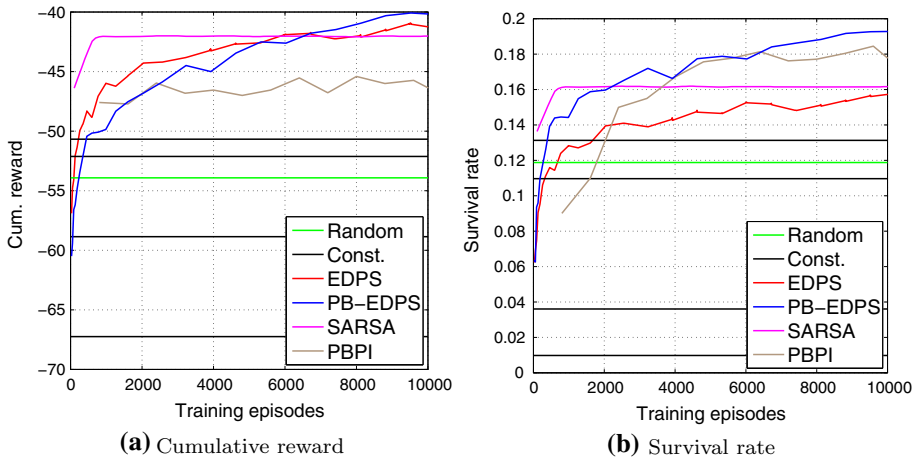 −40
−45
−50
−55
−60
−65
−70
Cum. reward
0
2000
4000
6000
8000
10000
Training episodes
Random
Const.
EDPS
PB−EDPS
SARSA
PBPI
(a) Cumulative reward
0.2
0.18
0.16
0.14
0.12
0.1
0.08
0.06
0.04
0.02
0
Survival rate
0
2000
4000
6000
8000
10000
Training episodes
Random
Const.
EDPS
PB−EDPS
SARSA
PBPI
(b) Survival rate